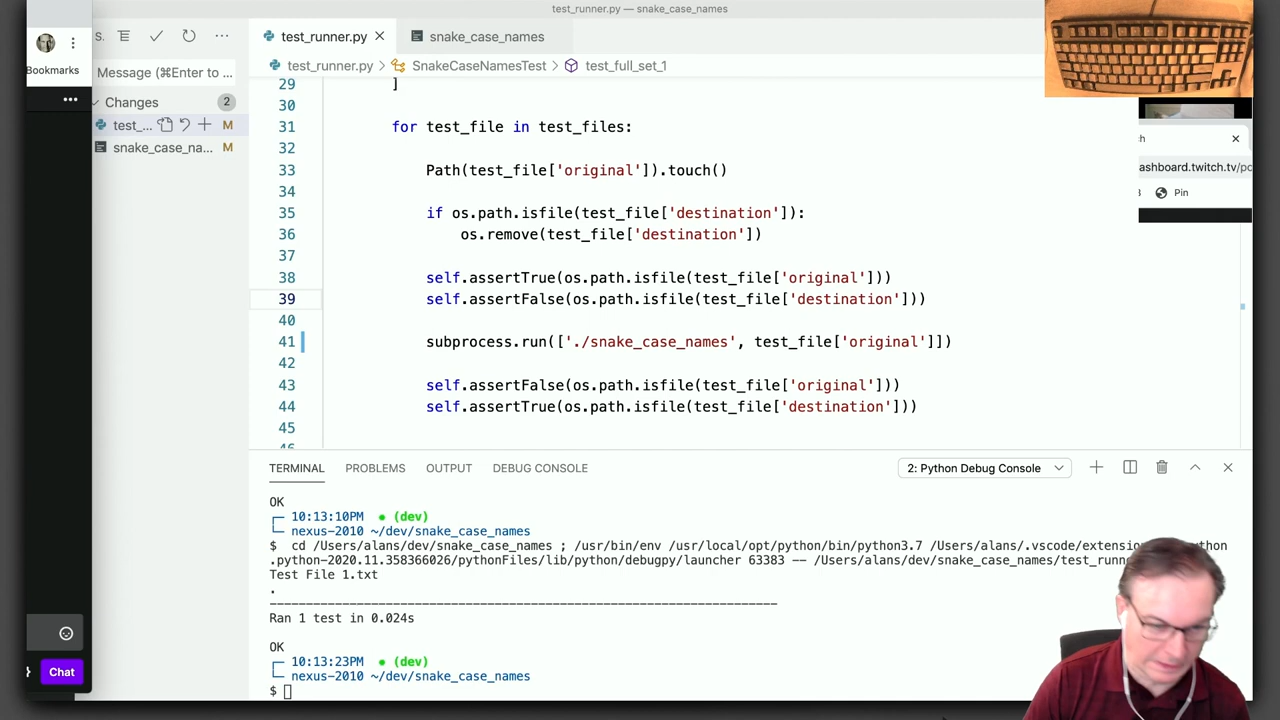 test_runner.py — snake_case_names
S.
test_runner.py
snake_case_names
ashboard.twitch.tv/pc
Pin
Bookmarks
Message (⌘Enter to ...
Changes
2
test_...
M
snake_case_na...
M
test_runner.py > SnakeCaseNamesTest > test_full_set_1
29 ]
30
31 for test_file in test_files:
32
33 Path(test_file['original']).touch()
34
35 if os.path.isfile(test_file['destination']):
36 os.remove(test_file['destination'])
37
38 self.assertTrue(os.path.isfile(test_file['original']))
39 self.assertFalse(os.path.isfile(test_file['destination']))
40
41 subprocess.run(['./snake_case_names', test_file['original']])
42
43 self.assertFalse(os.path.isfile(test_file['original']))
44 self.assertTrue(os.path.isfile(test_file['destination']))
45
TERMINAL PROBLEMS OUTPUT DEBUG CONSOLE
2: Python Debug Console
OK
10:13:10PM (dev)
nexus-2010 ~/dev/snake_case_names
$ cd /Users/alans/dev/snake_case_names ; /usr/bin/env /usr/local/opt/python/bin/python3.7 /Users/alans/.vscode/extension
.python-2020.11.358366026/pythonFiles/lib/python/debugpy/launcher 63383 -- /Users/alans/dev/snake_case_names/test_runn
Test File 1.txt
.
----------------------------------------------------------------------
Ran 1 test in 0.024s
OK
10:13:23PM (dev)
nexus-2010 ~/dev/snake_case_names
$
Chat